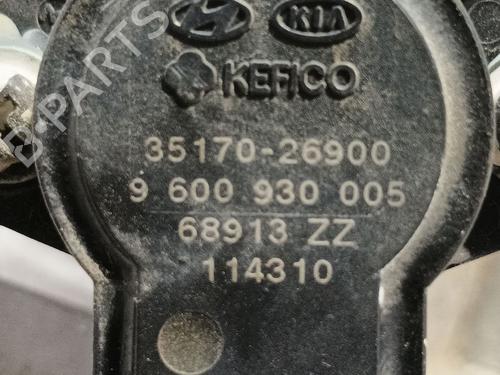 KIA
KEFICO
35170-26900
9 600 930 005
68913 ZZ
114310
B-PARTS